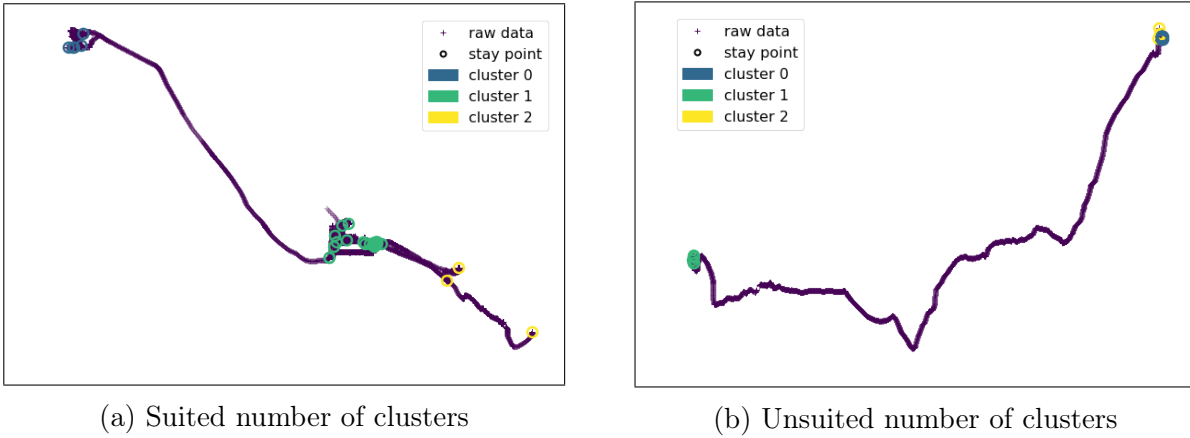 raw data
stay point
cluster 0
cluster 1
cluster 2
raw data
stay point
cluster 0
cluster 1
cluster 2
(a) Suited number of clusters
(b) Unsuited number of clusters